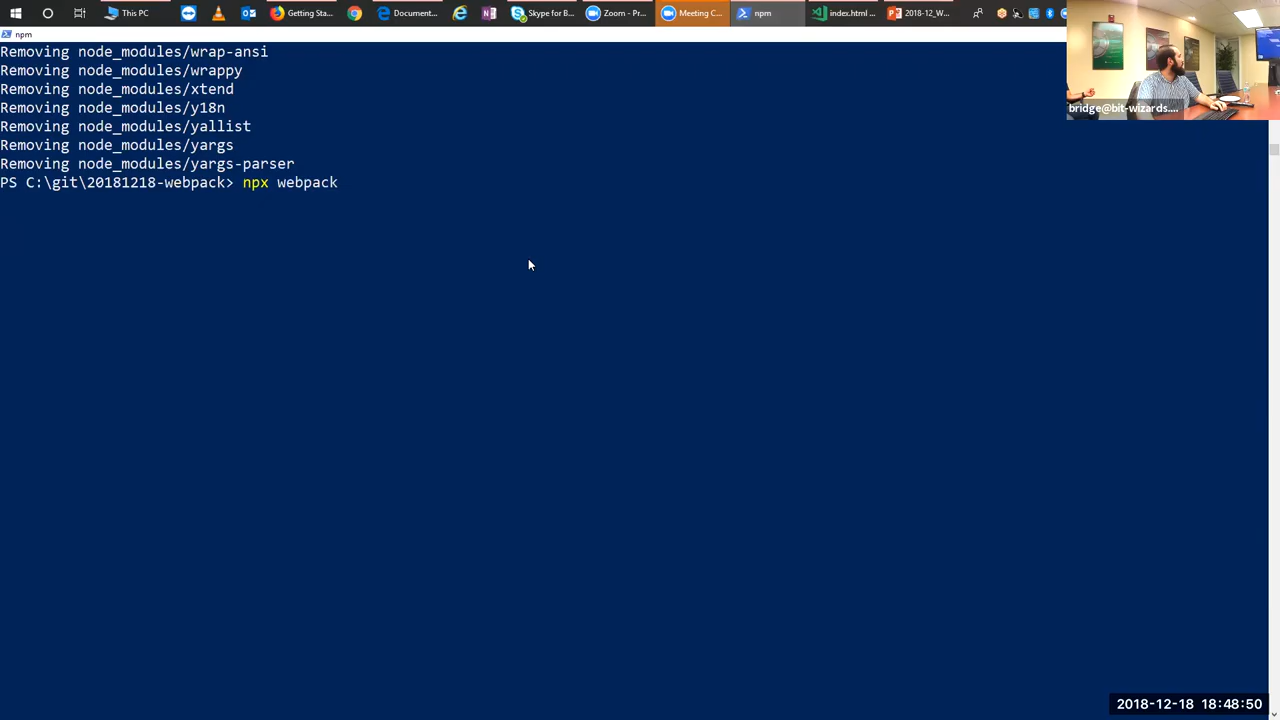 This PC
Getting Sta...
Document...
Skype for B...
Zoom - Pr...
Meeting C...
npm
index.html ...
2018-12_W...
npm
Removing node_modules/wrap-ansi
Removing node_modules/wrappy
Removing node_modules/xtend
Removing node_modules/y18n
Removing node_modules/yallist
Removing node_modules/yargs
Removing node_modules/yargs-parser
PS C:\git\20181218-webpack> npx webpack
bridge@bit-wizards....
2018-12-18 18:48:50